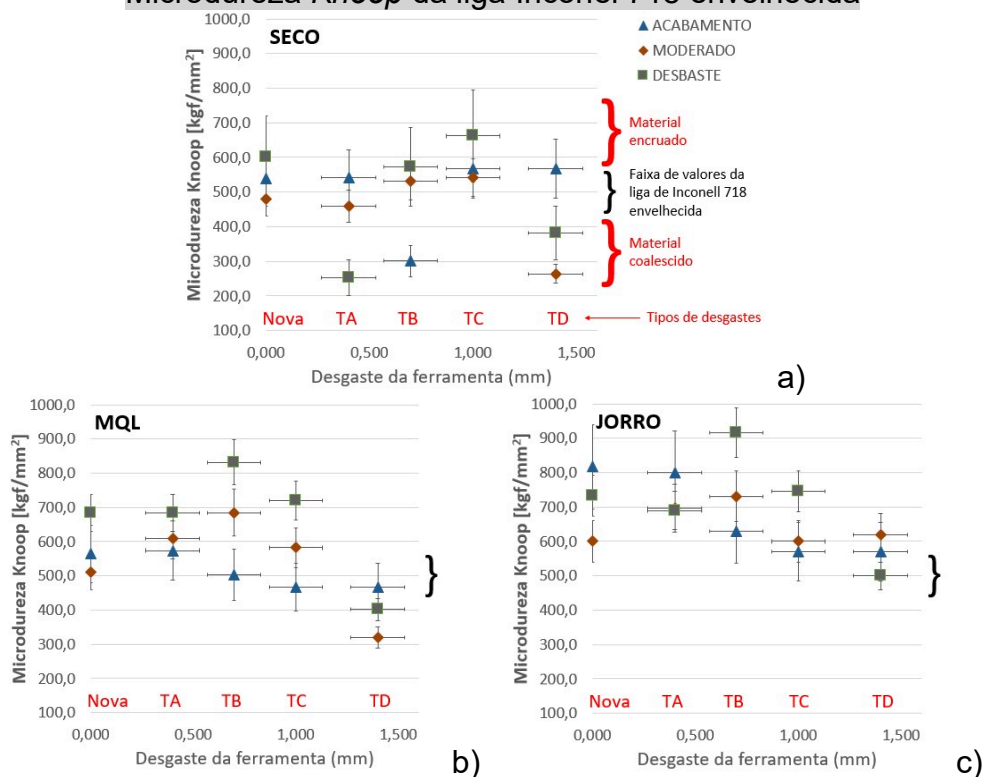 Microdureza Knoop da liga Inconel 718 envelhecida
SECO
ACABAMENTO
MODERADO
DESBASTE
Microdureza Knoop [kgf/mm²]
1000,0
900,0
800,0
700,0
600,0
500,0
400,0
300,0
200,0
100,0
Material
encruado
Faixa de valores da
liga de Inconell 718
envelhecida
Material
coalescido
Nova TA TB TC TD
Tipos de desgastes
0,000 0,500 1,000 1,500
Desgaste da ferramenta (mm)
a)
MQL
Microdureza Knoop [kgf/mm²]
1000,0
900,0
800,0
700,0
600,0
500,0
400,0
300,0
200,0
100,0
Nova TA TB TC TD
0,000 0,500 1,000 1,500
Desgaste da ferramenta (mm)
b)
JORRO
Microdureza Knoop [kgf/mm²]
1000,0
900,0
800,0
700,0
600,0
500,0
400,0
300,0
200,0
100,0
Nova TA TB TC TD
0,000 0,500 1,000 1,500
Desgaste da ferramenta (mm)
c)